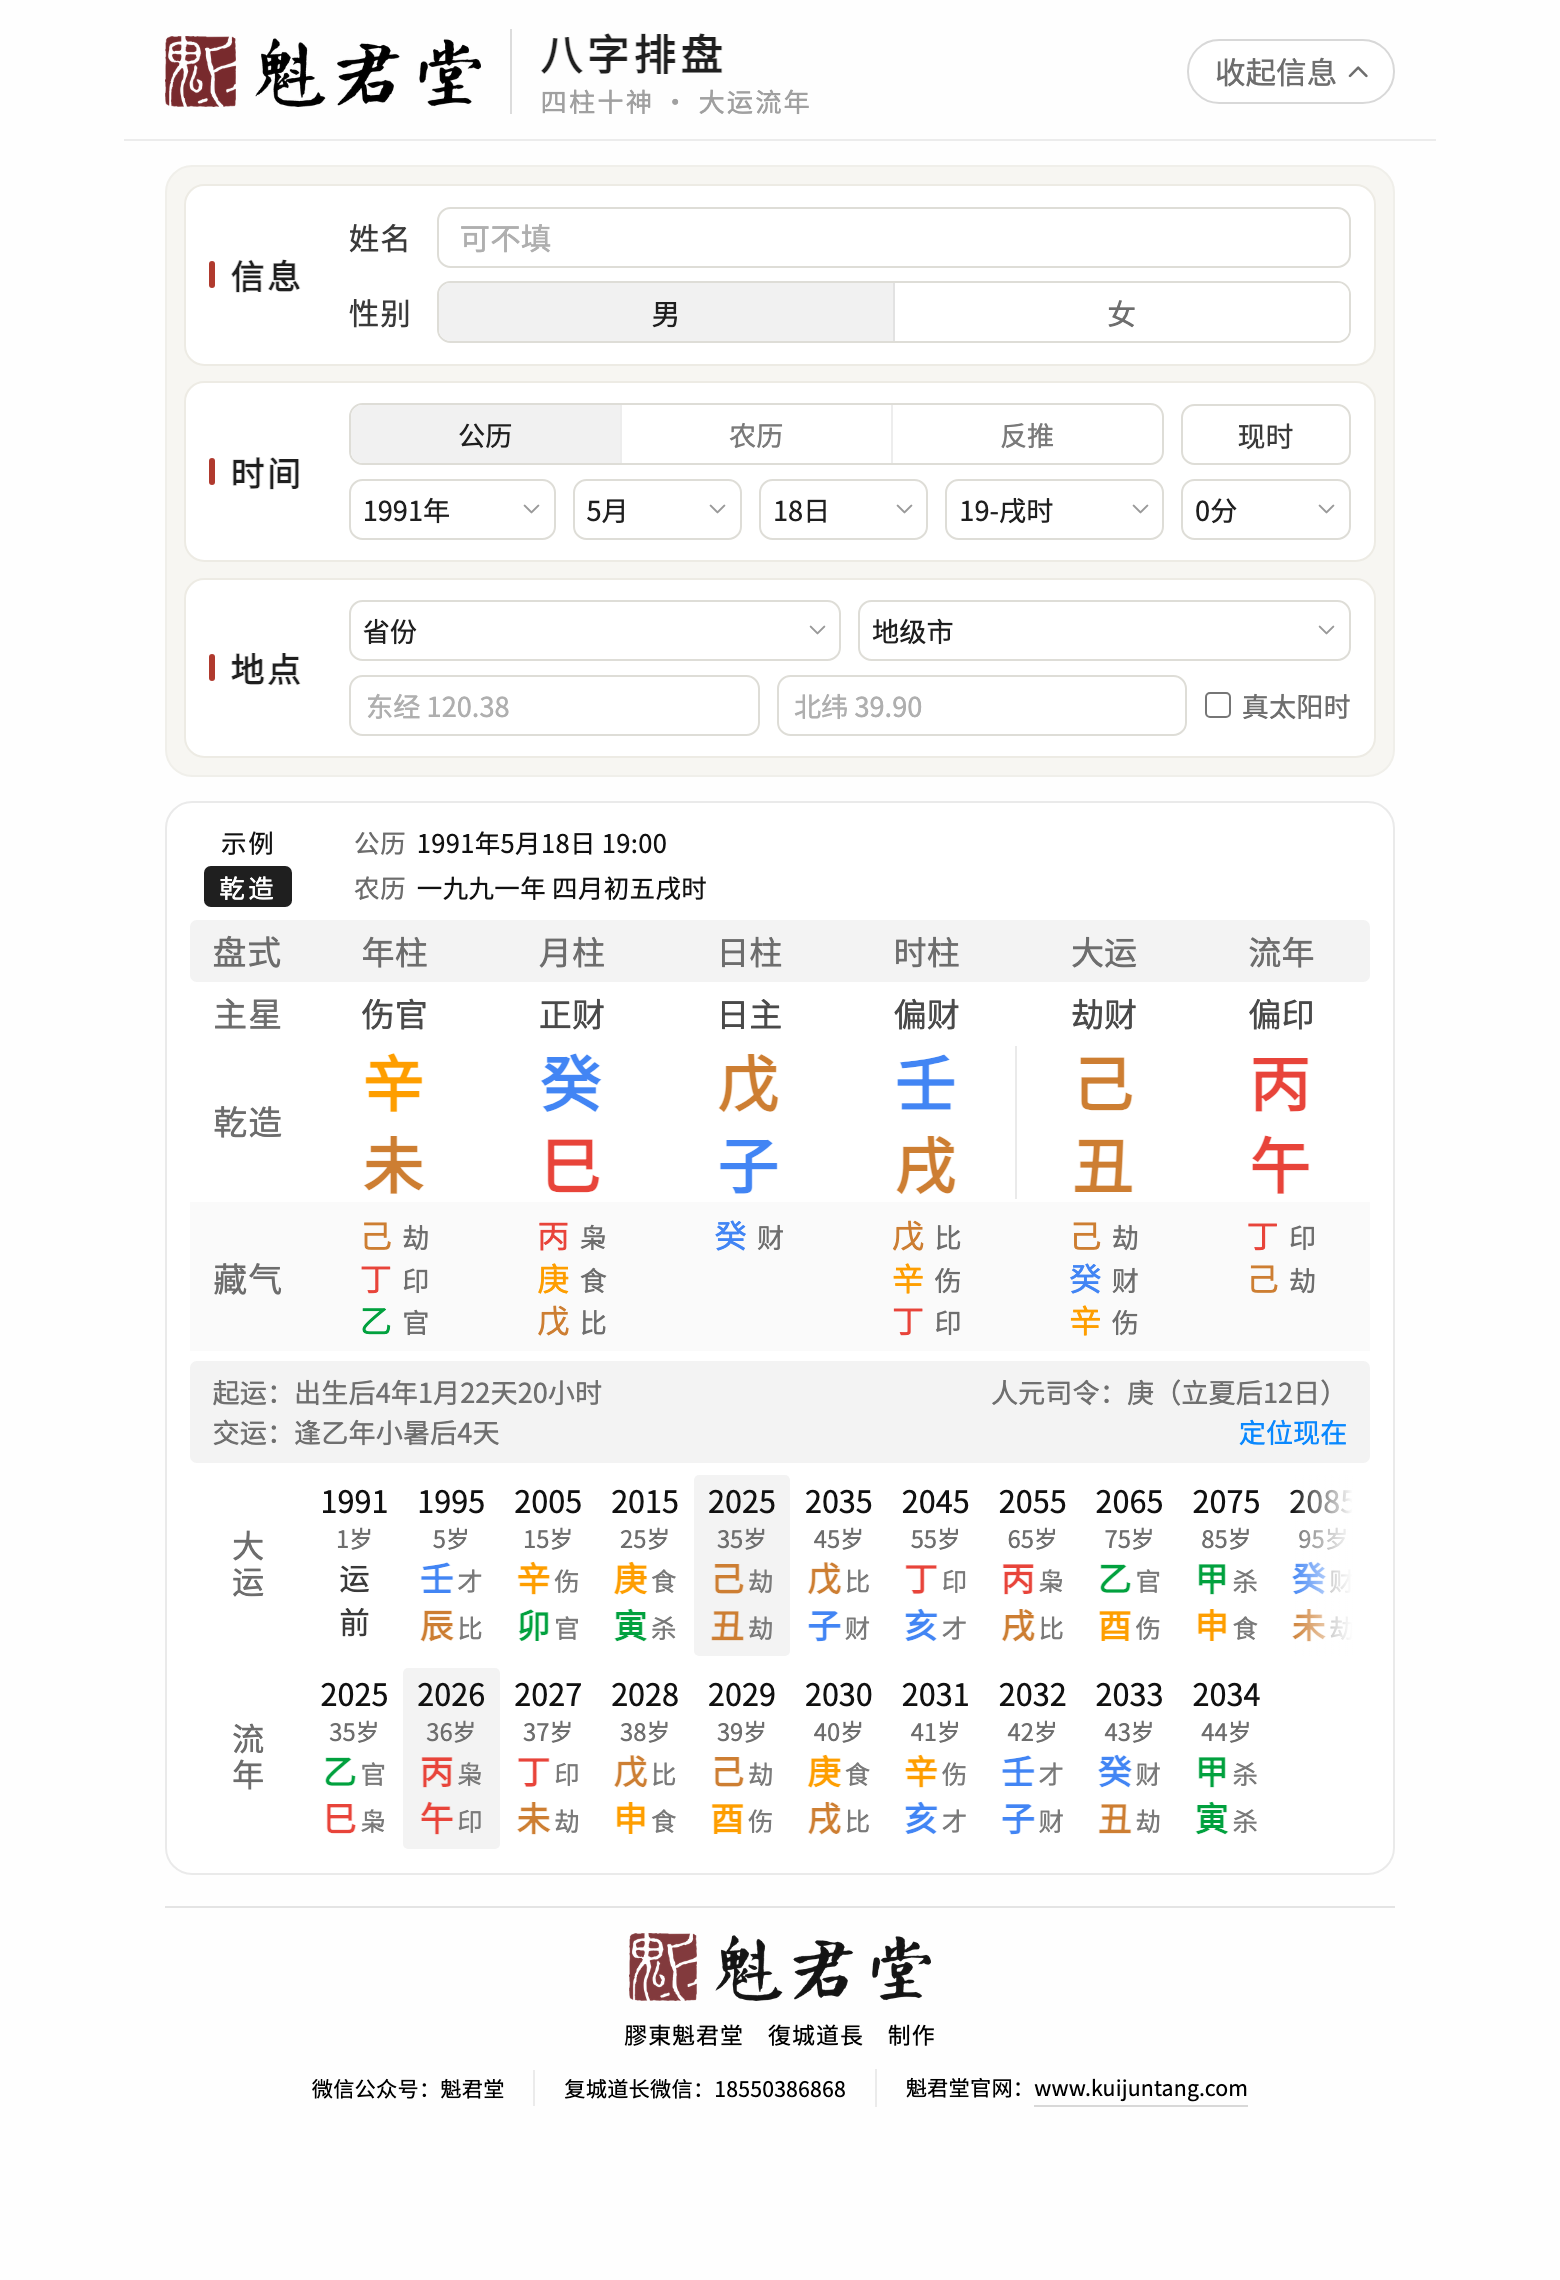 魁 魁君堂 八字排盘
四柱十神 · 大运流年
收起信息
信息
姓名 可不填
性别 男 女
时间
公历 农历 反推 现时
1991年 5月 18日 19-戌时 0分
地点
省份 地级市
东经 120.38 北纬 39.90 真太阳时
示例 公历 1991年5月18日 19:00
乾造 农历 一九九一年 四月初五戌时
盘式 年柱 月柱 日柱 时柱 大运 流年
主星 伤官 正财 日主 偏财 劫财 偏印
乾造
辛 癸 戊 壬 己 丙
未 巳 子 戌 丑 午
藏气
己劫 丙枭 癸财 戊比 己劫 丁印
丁印 庚食 辛伤 癸财 己劫
乙官 戊比 丁印 辛伤
起运：出生后4年1月22天20小时 人元司令：庚（立夏后12日）
交运：逢乙年小暑后4天 定位现在
大运
1991 1995 2005 2015 2025 2035 2045 2055 2065 2075 2085
1岁 5岁 15岁 25岁 35岁 45岁 55岁 65岁 75岁 85岁 95岁
运 壬才 辛伤 庚食 己劫 戊比 丁印 丙枭 乙官 甲杀 癸财
前 辰比 卯官 寅杀 丑劫 子财 亥才 戌比 酉伤 申食 未劫
流年
2025 2026 2027 2028 2029 2030 2031 2032 2033 2034
35岁 36岁 37岁 38岁 39岁 40岁 41岁 42岁 43岁 44岁
乙官 丙枭 丁印 戊比 己劫 庚食 辛伤 壬才 癸财 甲杀
巳枭 午印 未劫 申食 酉伤 戌比 亥才 子财 丑劫 寅杀
魁 魁君堂
膠東魁君堂 復城道長 制作
微信公众号：魁君堂 复城道长微信：18550386868 魁君堂官网：www.kuijuntang.com